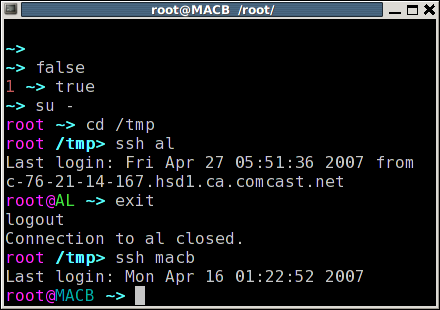 root@MACB /root/
~>
~> false
1 ~> true
~> su -
root ~> cd /tmp
root /tmp> ssh al
Last login: Fri Apr 27 05:51:36 2007 from
c-76-21-14-167.hsd1.ca.comcast.net
root@AL ~> exit
logout
Connection to al closed.
root /tmp> ssh macb
Last login: Mon Apr 16 01:22:52 2007
root@MACB ~>